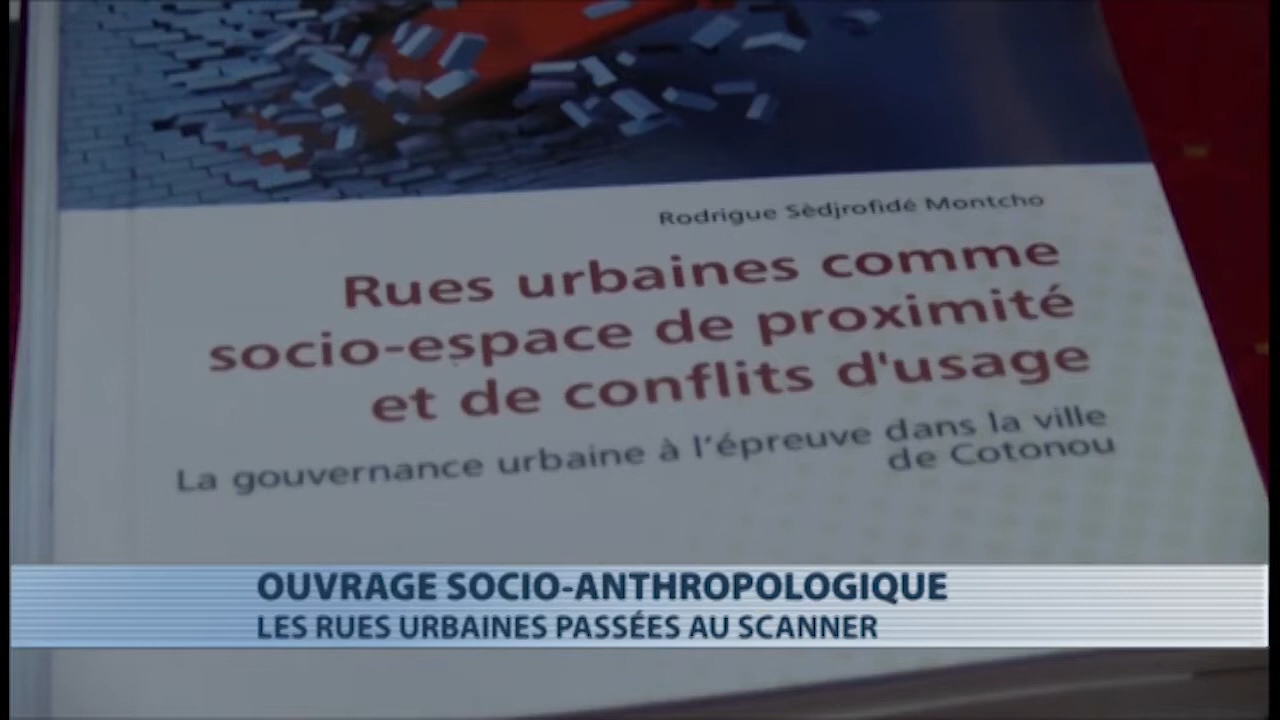 Rodrigue Sèdjrofidé Montcho
Rues urbaines comme
socio-espace de proximité
et de conflits d'usage
La gouvernance urbaine à l'épreuve dans la ville
de Cotonou
OUVRAGE SOCIO-ANTHROPOLOGIQUE
LES RUES URBAINES PASSÉES AU SCANNER